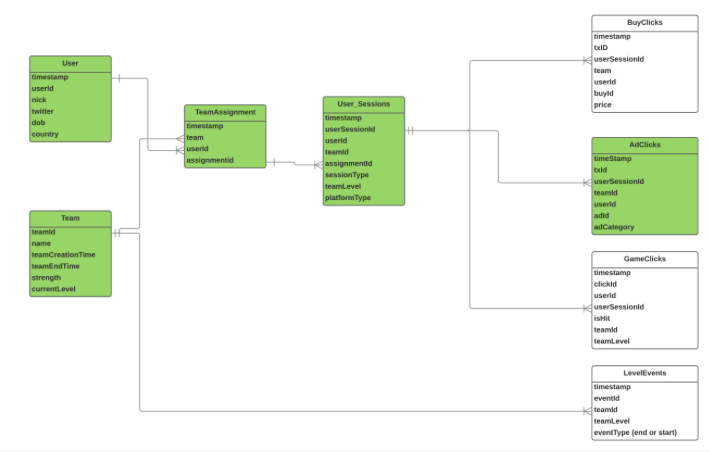 User
timestamp
userId
nick
twitter
dob
country
Team
teamId
name
teamCreationTime
teamEndTime
strength
currentLevel
TeamAssignment
timestamp
team
userId
assignmentid
User_Sessions
timestamp
userSessionId
userId
teamId
assignmentId
sessionType
teamLevel
platformType
BuyClicks
timestamp
txID
userSessionId
team
userId
buyId
price
AdClicks
timeStamp
txId
userSessionId
teamId
userId
adId
adCategory
GameClicks
timestamp
clickId
userId
userSessionId
isHit
teamId
teamLevel
LevelEvents
timestamp
eventId
teamId
teamLevel
eventType (end or start)